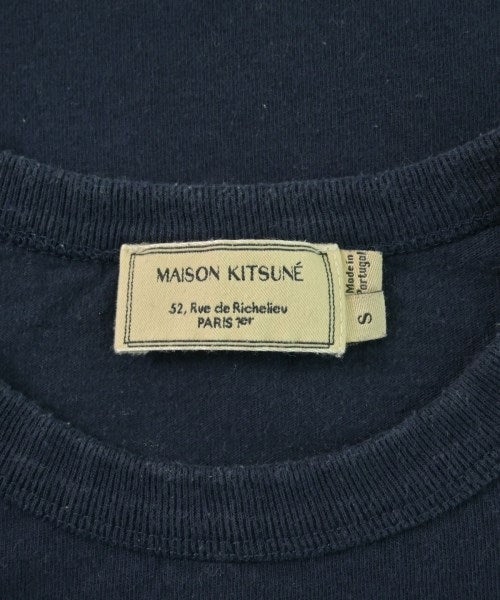 MAISON KITSUNÉ
52, Rue de Richelieu
PARIS 1er
Made in
Portugal
S